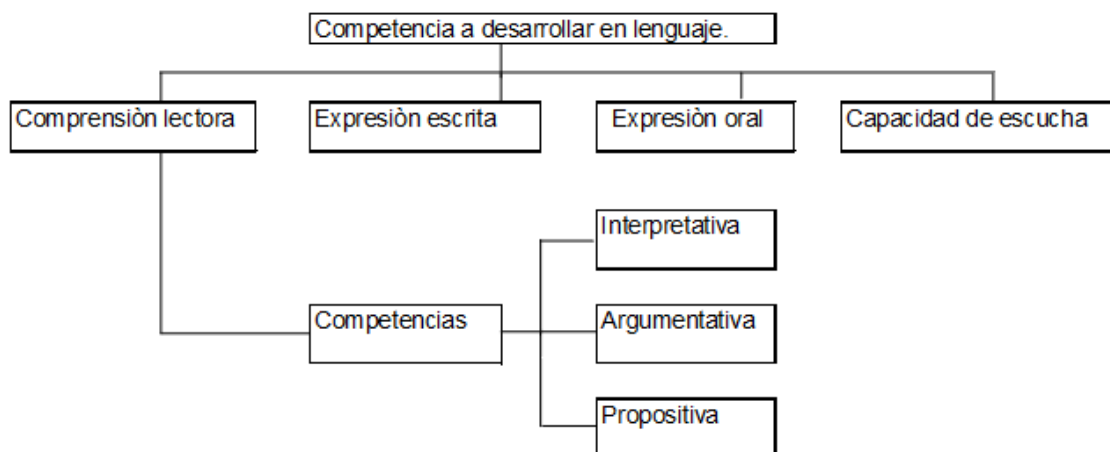 Competencia a desarrollar en lenguaje.
Comprensiòn lectora
Expresiòn escrita
Expresiòn oral
Capacidad de escucha
Interpretativa
Competencias
Argumentativa
Propositiva